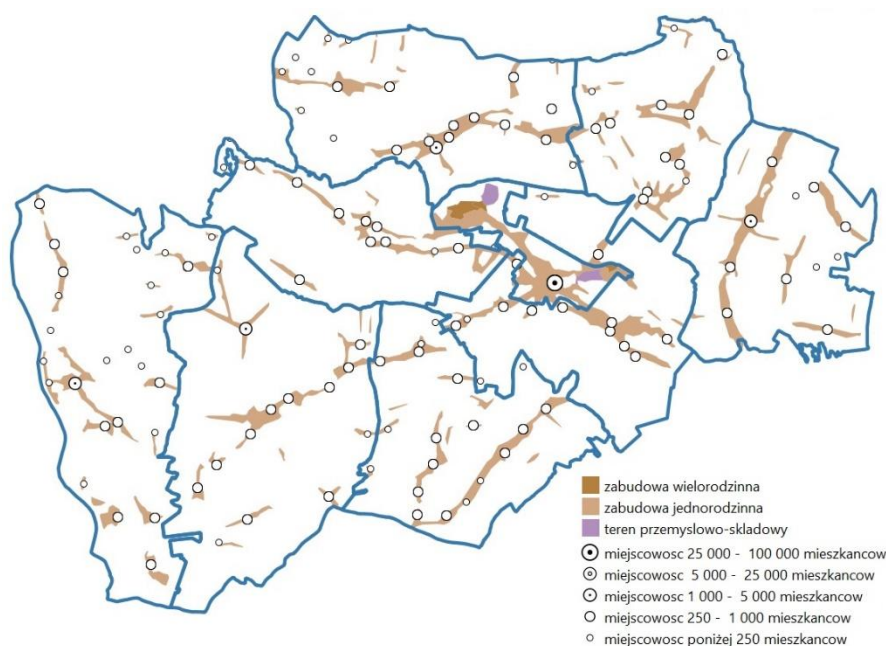 zabudowa wielorodzinna
zabudowa jednorodzinna
teren przemyslowo-skladowy
miejscowosc 25 000 - 100 000 mieszkancow
miejscowosc 5 000 - 25 000 mieszkancow
miejscowosc 1 000 - 5 000 mieszkancow
miejscowosc 250 - 1 000 mieszkancow
miejscowosc poniżej 250 mieszkancow